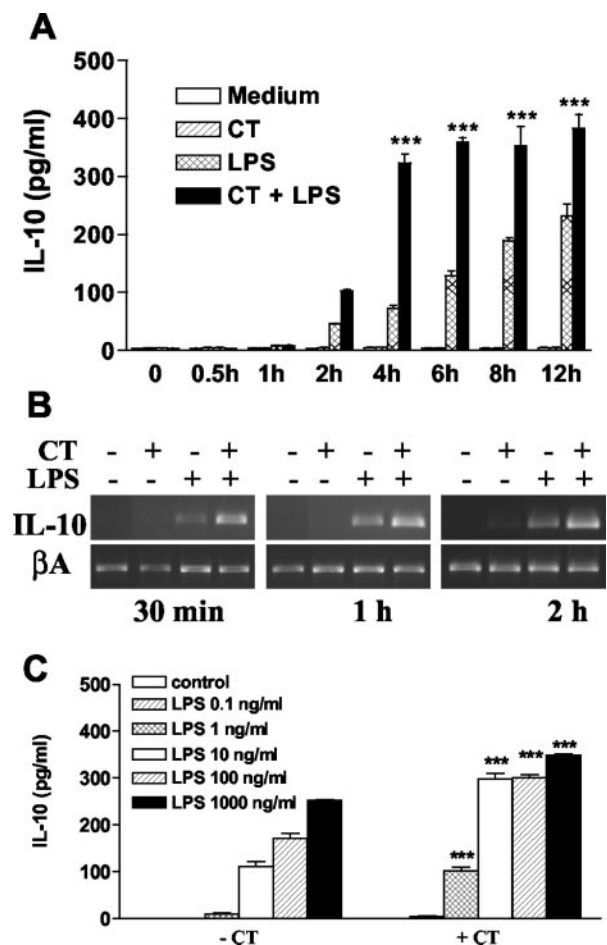 A
500
400
300
200
100
0
IL-10 (pg/ml)
Medium
CT
LPS
CT + LPS
*** *** *** ***
0 0.5h 1h 2h 4h 6h 8h 12h
B
CT - + - + - + - + - + - +
LPS - - + + - - + + - - + +
IL-10
βA
30 min 1 h 2 h
C
500
400
300
200
100
0
IL-10 (pg/ml)
control
LPS 0.1 ng/ml
LPS 1 ng/ml
LPS 10 ng/ml
LPS 100 ng/ml
LPS 1000 ng/ml
*** *** *** ***
- CT + CT